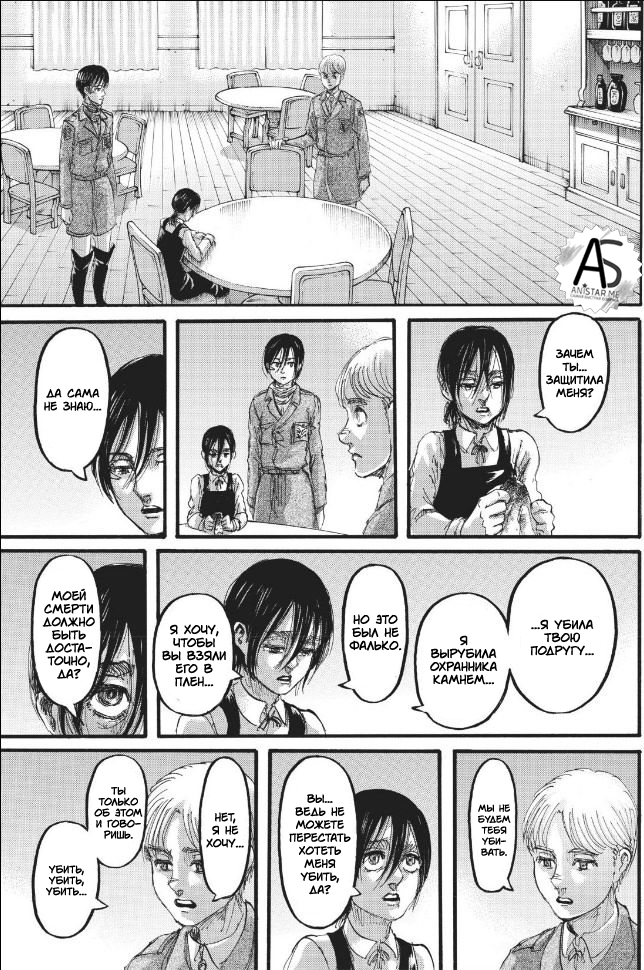 AS
ANISTAR.ME
ЗАЧЕМ
ТЫ...
ЗАЩИТИЛА
МЕНЯ?
ДА САМА
НЕ ЗНАЮ...
...Я УБИЛА
ТВОЮ
ПОДРУГУ...
Я
ВЫРУБИЛА
ОХРАННИКА
КАМНЕМ...
НО ЭТО
БЫЛ НЕ
ФАЛЬКО.
Я ХОЧУ,
ЧТОБЫ
ВЫ ВЗЯЛИ
ЕГО В
ПЛЕН...
МОЕЙ
СМЕРТИ
ДОЛЖНО
БЫТЬ
ДОСТА-
ТОЧНО,
ДА?
МЫ НЕ
БУДЕМ
ТЕБЯ
УБИ-
ВАТЬ.
ВЫ...
ВЕДЬ НЕ
МОЖЕТЕ
ПЕРЕСТАТЬ
ХОТЕТЬ
МЕНЯ
УБИТЬ,
ДА?
НЕТ,
Я НЕ
ХОЧУ...
ТЫ
ТОЛЬКО
ОБ ЭТОМ
И ГОВО-
РИШЬ.
УБИТЬ,
УБИТЬ,
УБИТЬ...